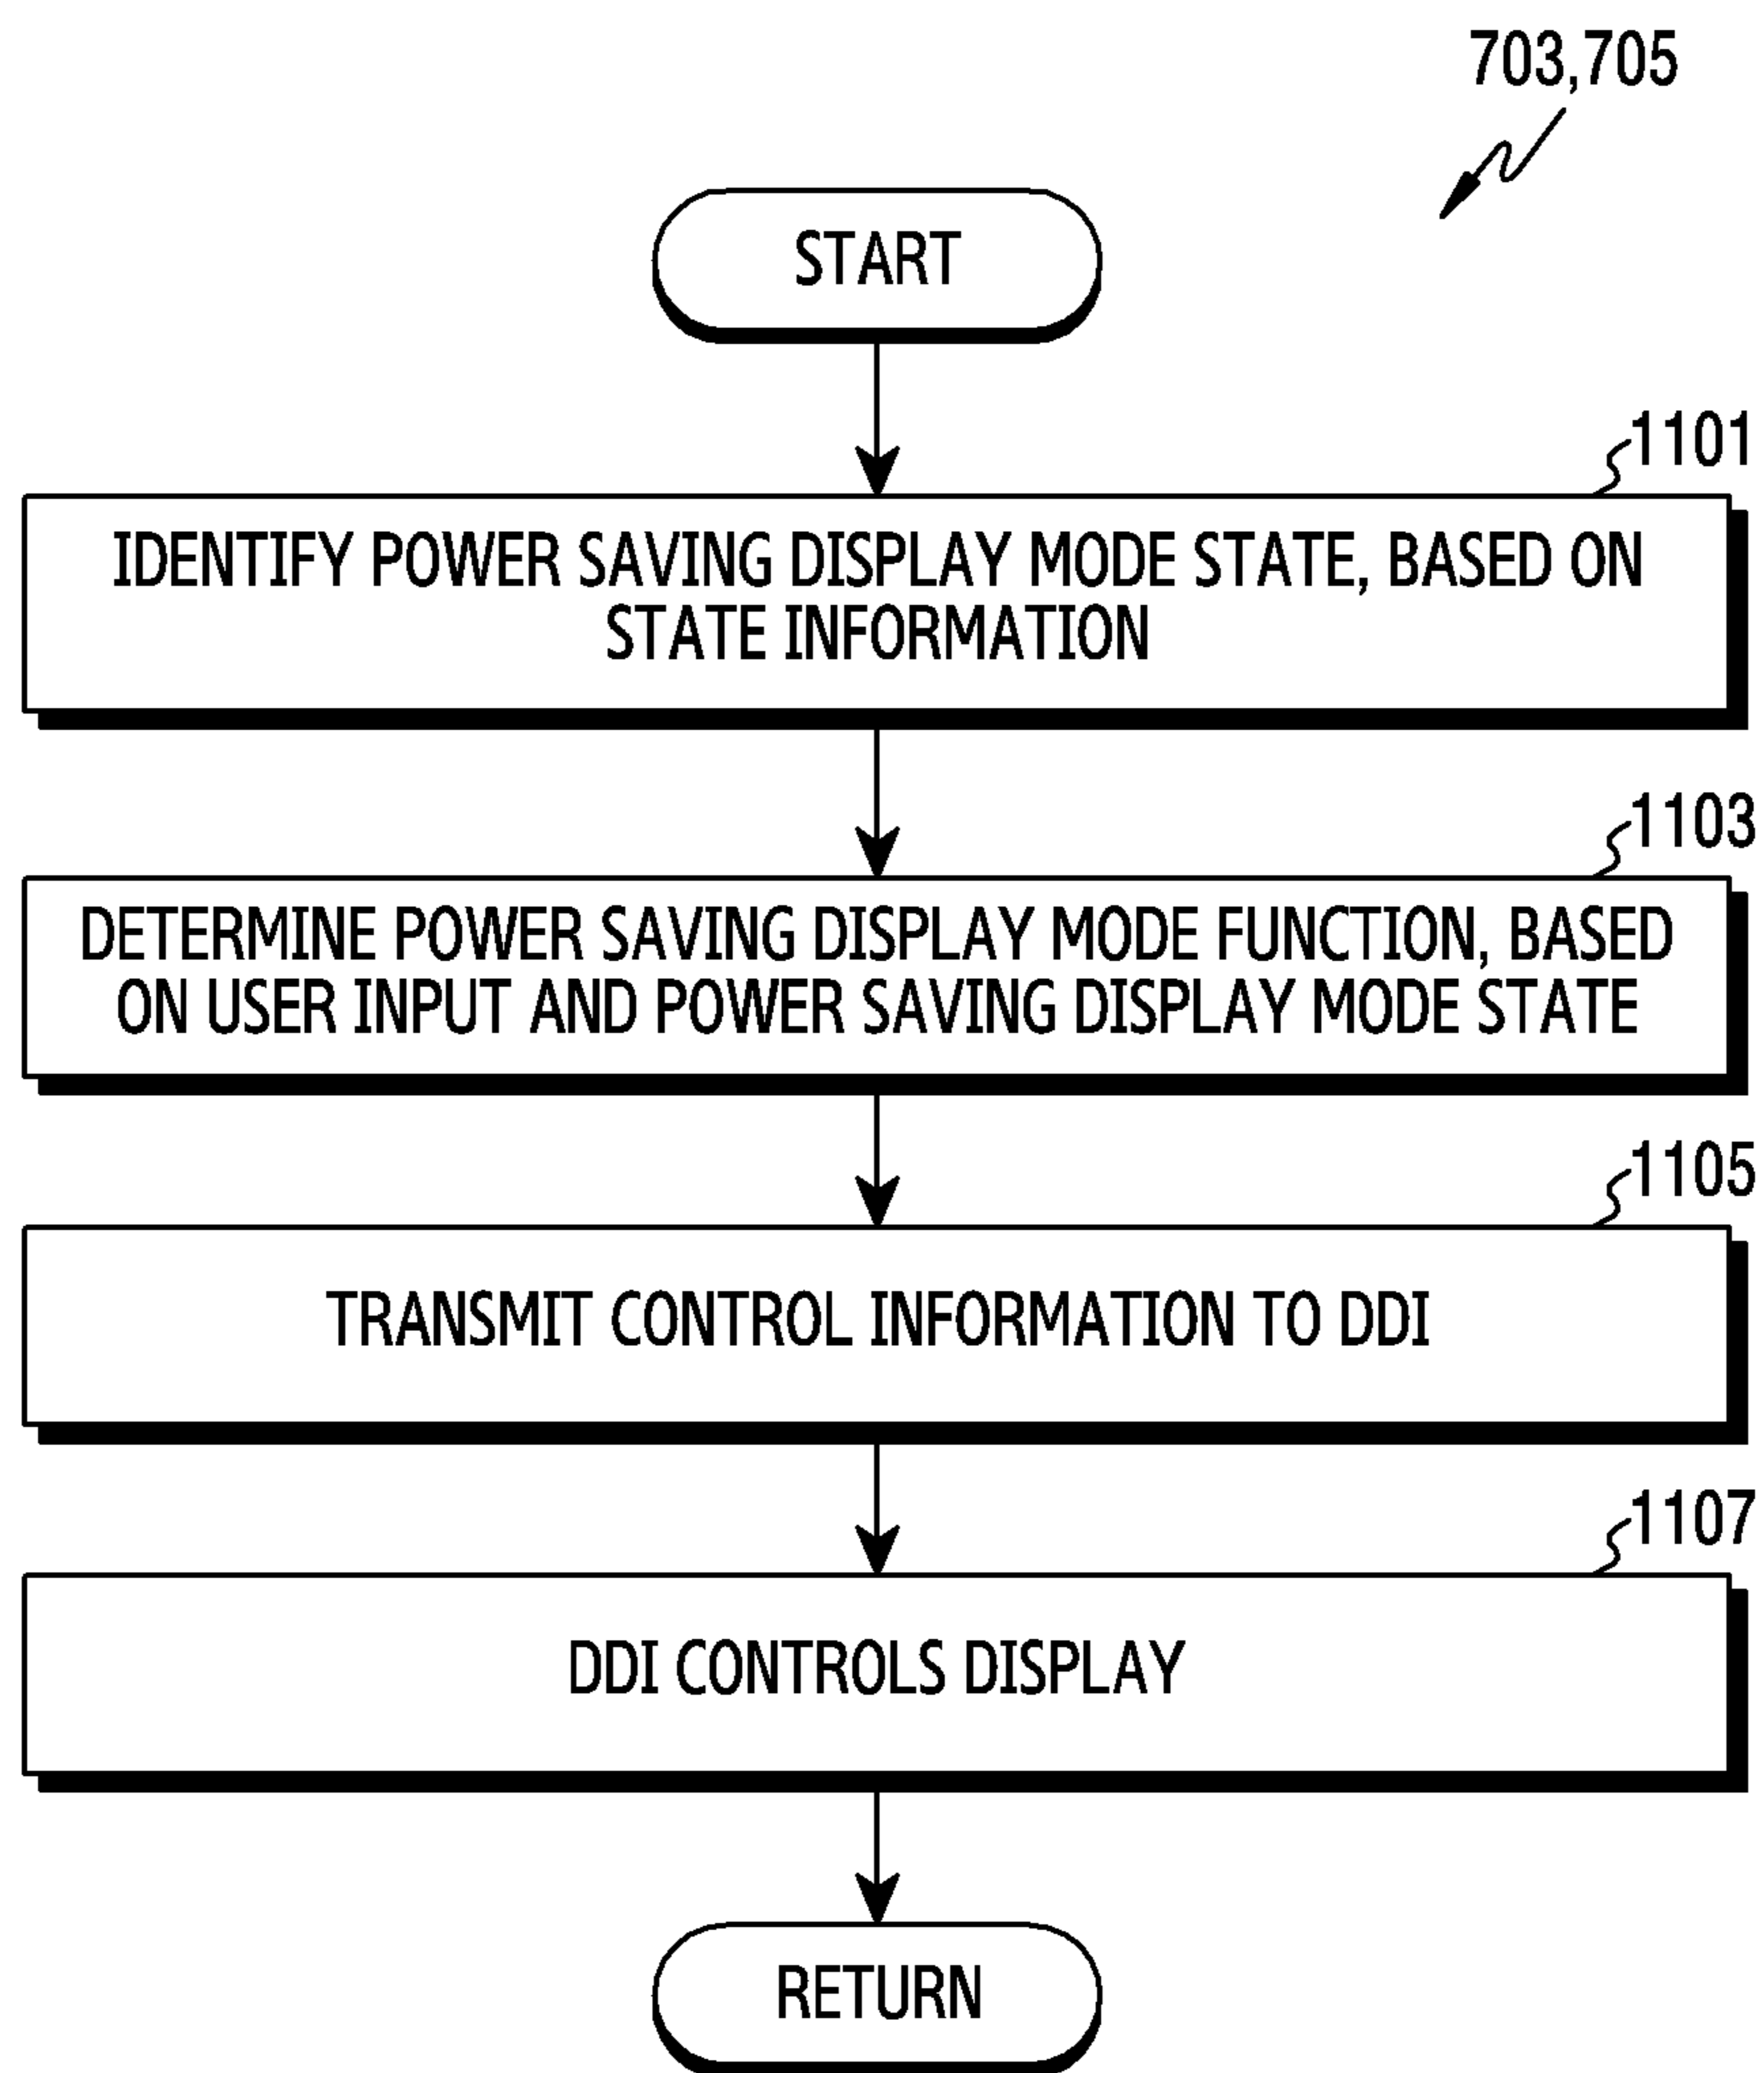 703,705
START
1101
IDENTIFY POWER SAVING DISPLAY MODE STATE, BASED ON
STATE INFORMATION
1103
DETERMINE POWER SAVING DISPLAY MODE FUNCTION, BASED
ON USER INPUT AND POWER SAVING DISPLAY MODE STATE
1105
TRANSMIT CONTROL INFORMATION TO DDI
1107
DDI CONTROLS DISPLAY
RETURN